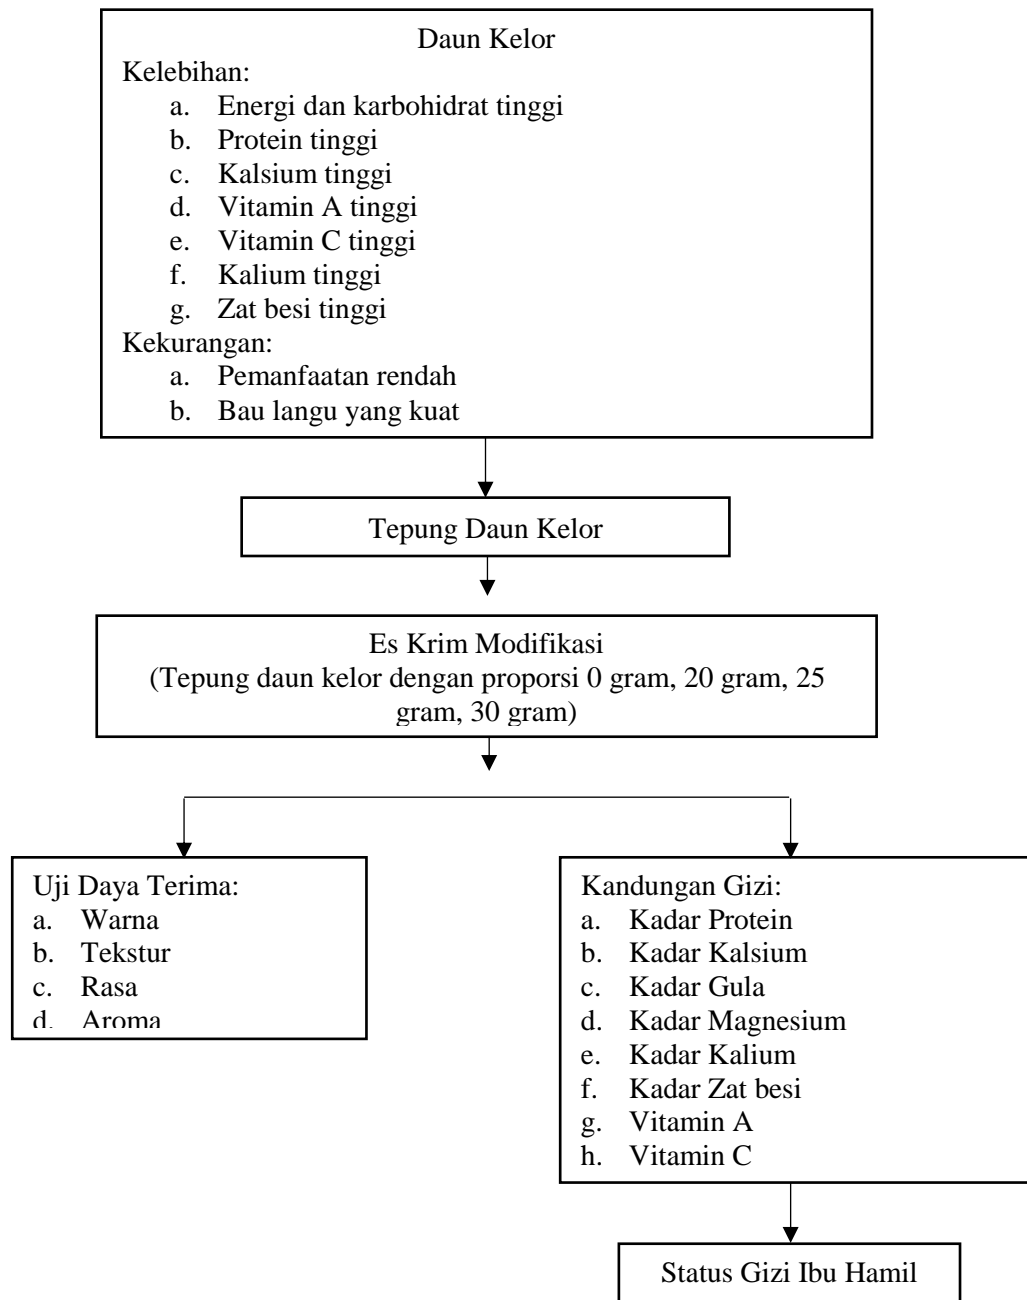 Daun Kelor
Kelebihan:
a. Energi dan karbohidrat tinggi
b. Protein tinggi
c. Kalsium tinggi
d. Vitamin A tinggi
e. Vitamin C tinggi
f. Kalium tinggi
g. Zat besi tinggi
Kekurangan:
a. Pemanfaatan rendah
b. Bau langu yang kuat
Tepung Daun Kelor
Es Krim Modifikasi
(Tepung daun kelor dengan proporsi 0 gram, 20 gram, 25
gram, 30 gram)
Uji Daya Terima:
a. Warna
b. Tekstur
c. Rasa
d. Aroma
Kandungan Gizi:
a. Kadar Protein
b. Kadar Kalsium
c. Kadar Gula
d. Kadar Magnesium
e. Kadar Kalium
f. Kadar Zat besi
g. Vitamin A
h. Vitamin C
Status Gizi Ibu Hamil